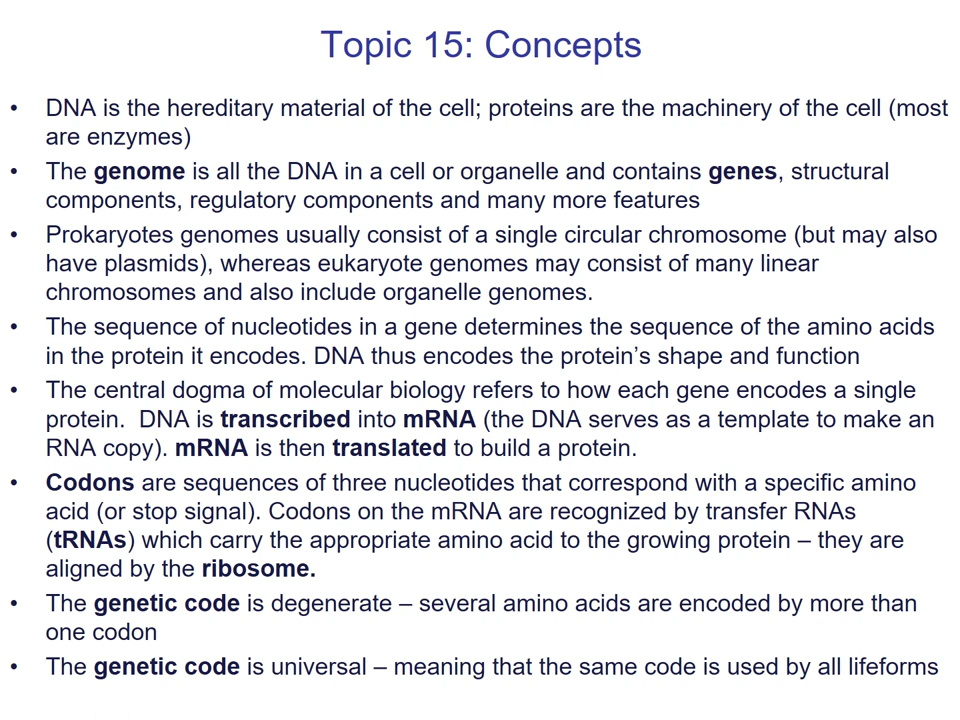 Topic 15: Concepts
• DNA is the hereditary material of the cell; proteins are the machinery of the cell (most
are enzymes)
• The genome is all the DNA in a cell or organelle and contains genes, structural
components, regulatory components and many more features
• Prokaryotes genomes usually consist of a single circular chromosome (but may also
have plasmids), whereas eukaryote genomes may consist of many linear
chromosomes and also include organelle genomes.
• The sequence of nucleotides in a gene determines the sequence of the amino acids
in the protein it encodes. DNA thus encodes the protein’s shape and function
• The central dogma of molecular biology refers to how each gene encodes a single
protein.  DNA is transcribed into mRNA (the DNA serves as a template to make an
RNA copy). mRNA is then translated to build a protein.
• Codons are sequences of three nucleotides that correspond with a specific amino
acid (or stop signal). Codons on the mRNA are recognized by transfer RNAs
(tRNAs) which carry the appropriate amino acid to the growing protein – they are
aligned by the ribosome.
• The genetic code is degenerate – several amino acids are encoded by more than
one codon
• The genetic code is universal – meaning that the same code is used by all lifeforms